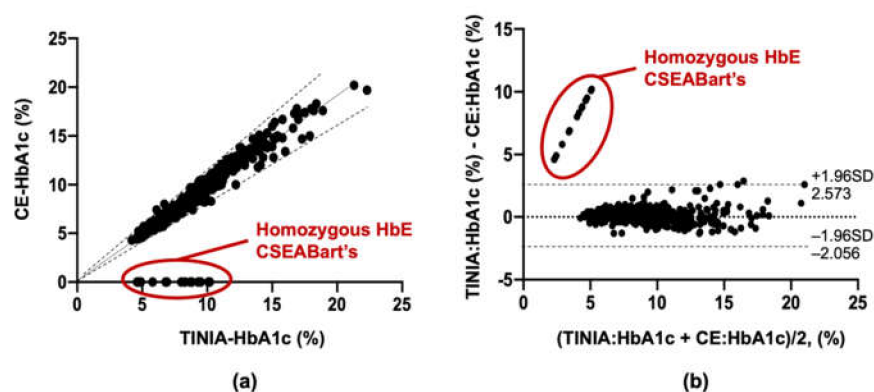 CE-HbA1c (%)
25
20
15
10
5
0
0
5
10
15
20
25
Homozygous HbE
CSEABart's
TINIA-HbA1c (%)
(a)
TINIA:HbA1c (%) - CE:HbA1c (%)
15
10
5
0
-5
0
5
10
15
20
25
Homozygous HbE
CSEABart's
+1.96SD
2.573
−1.96SD
−2.056
(TINIA:HbA1c + CE:HbA1c)/2, (%)
(b)